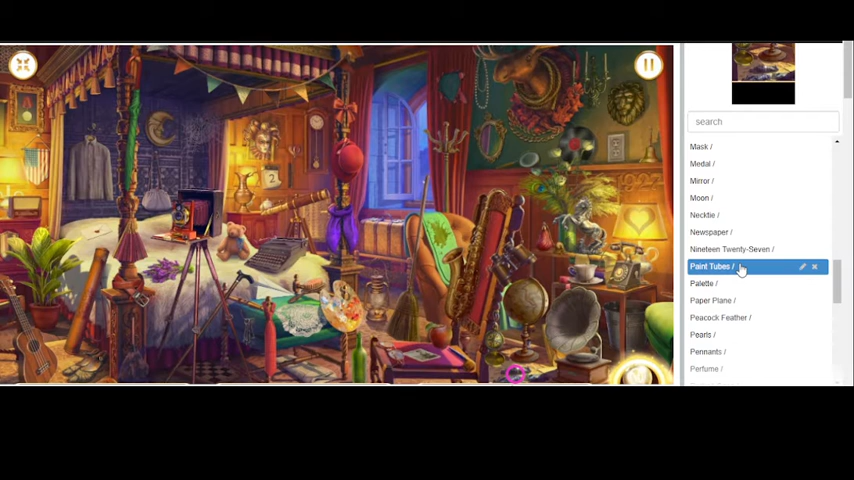 search
Mask /
Medal /
Mirror /
Moon /
Necktie /
Newspaper /
Nineteen Twenty-Seven /
Paint Tubes /
Palette /
Paper Plane /
Peacock Feather /
Pearls /
Pennants /
Perfume /
2